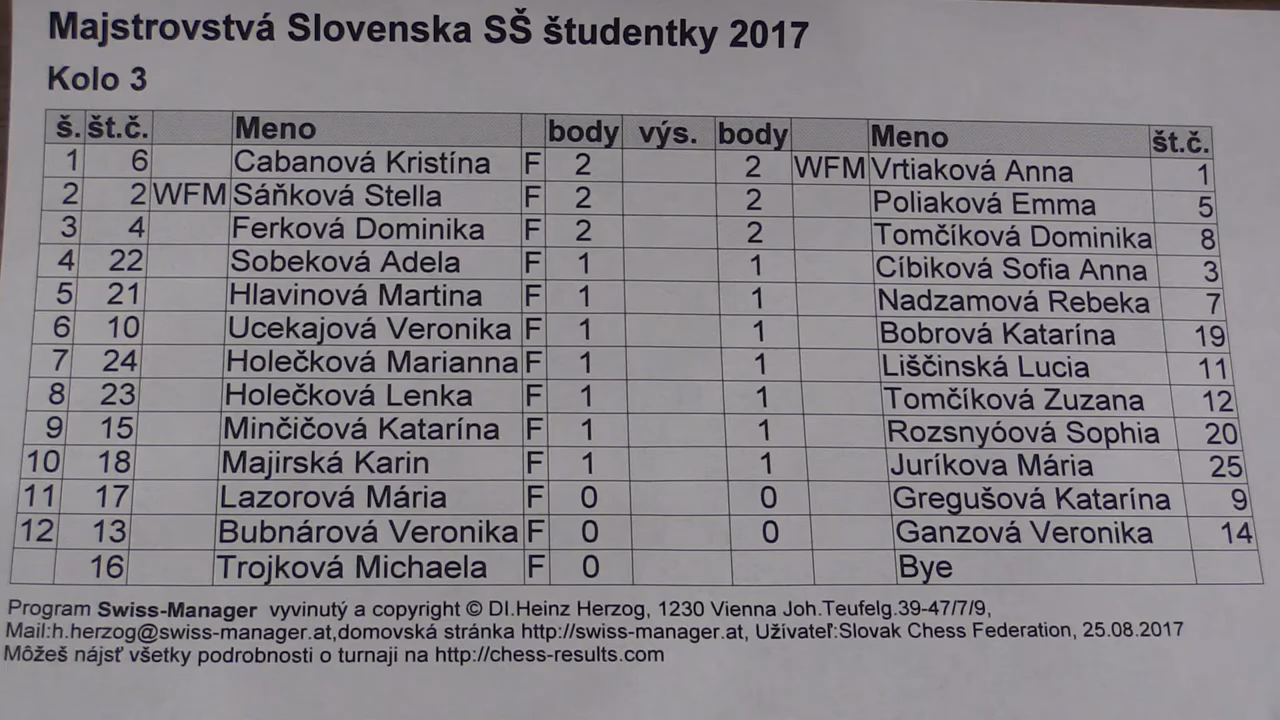 Majstrovstvá Slovenska SŠ študentky 2017
Kolo 3
š. št.č. Meno body výs. body Meno št.č.
1 6 Cabanová Kristína F 2 2 WFM Vrtiaková Anna 1
2 2 WFM Sáňková Stella F 2 2 Poliaková Emma 5
3 4 Ferková Dominika F 2 2 Tomčíková Dominika 8
4 22 Sobeková Adela F 1 1 Cíbiková Sofia Anna 3
5 21 Hlavinová Martina F 1 1 Nadzamová Rebeka 7
6 10 Ucekajová Veronika F 1 1 Bobrová Katarína 19
7 24 Holečková Marianna F 1 1 Liščinská Lucia 11
8 23 Holečková Lenka F 1 1 Tomčíková Zuzana 12
9 15 Minčičová Katarína F 1 1 Rozsnyóová Sophia 20
10 18 Majirská Karin F 1 1 Juríkova Mária 25
11 17 Lazorová Mária F 0 0 Gregušová Katarína 9
12 13 Bubnárová Veronika F 0 0 Ganzová Veronika 14
16 Trojková Michaela F 0 Bye
Program Swiss-Manager vyvinutý a copyright © DI.Heinz Herzog, 1230 Vienna Joh.Teufelg.39-47/7/9,
Mail:h.herzog@swiss-manager.at,domovská stránka http://swiss-manager.at, Užívateľ:Slovak Chess Federation, 25.08.2017
Môžeš nájsť všetky podrobnosti o turnaji na http://chess-results.com